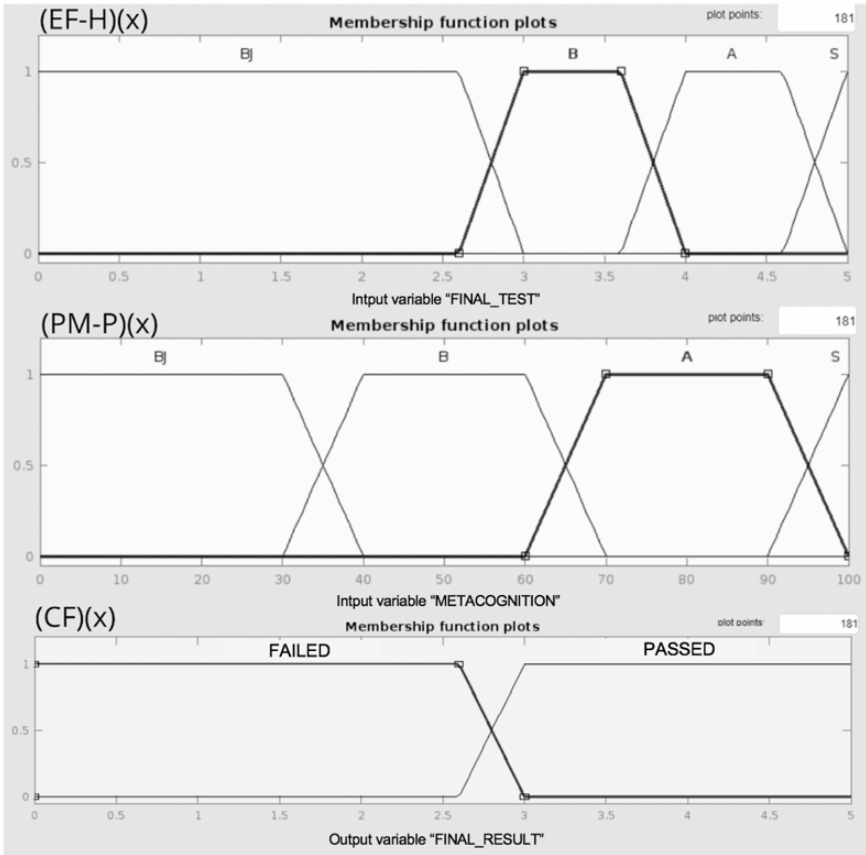 (EF-H)(x)
Membership function plots
plot points:
181
BJ
B
A
S
1
0.5
0
0 0.5 1 1.5 2 2.5 3 3.5 4 4.5 5
Intput variable "FINAL_TEST"
(PM-P)(x)
Membership function plots
plot points:
181
BJ
B
A
S
1
0.5
0
0 10 20 30 40 50 60 70 80 90 100
Intput variable "METACOGNITION"
(CF)(x)
Membership function plots
plot points:
181
FAILED
PASSED
1
0.5
0
0 0.5 1 1.5 2 2.5 3 3.5 4 4.5 5
Output variable "FINAL_RESULT"